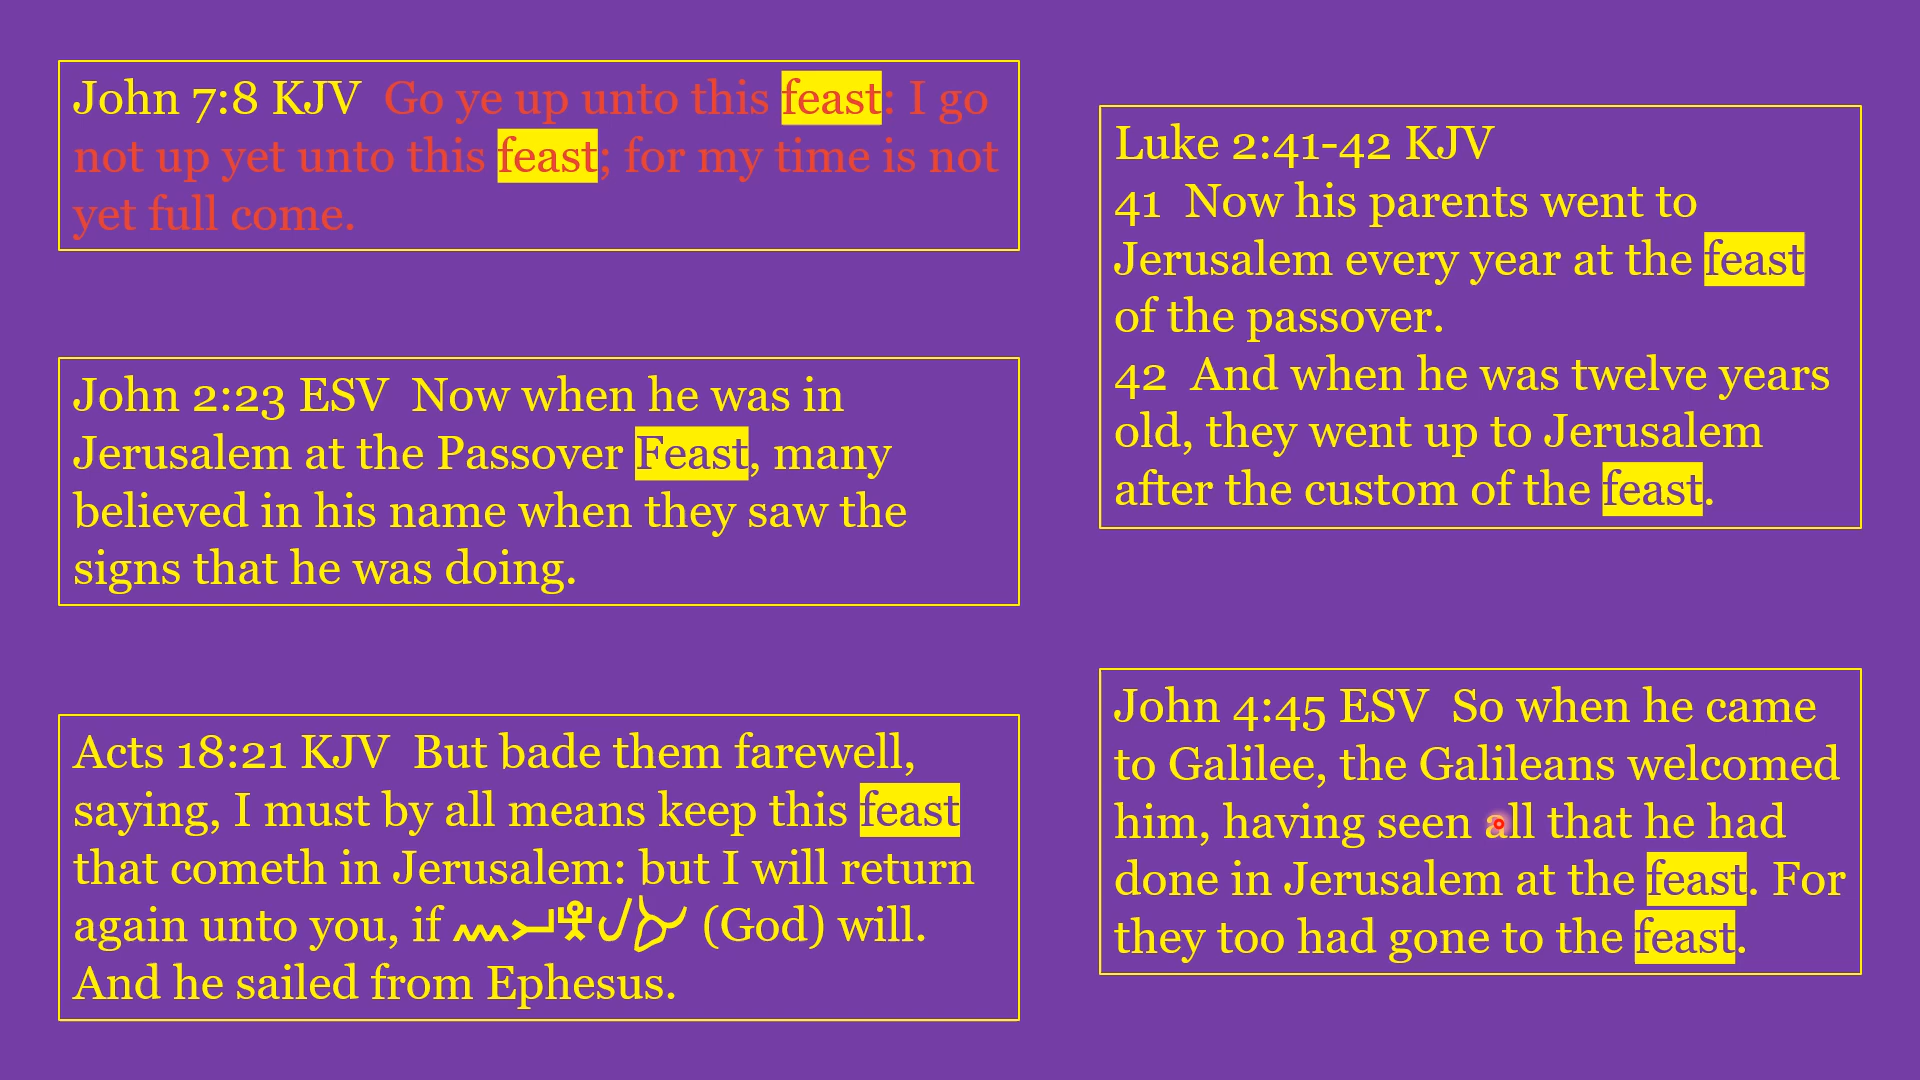 John 7:8 KJV  Go ye up unto this feast: I go
not up yet unto this feast; for my time is not
yet full come.
John 2:23 ESV  Now when he was in
Jerusalem at the Passover Feast, many
believed in his name when they saw the
signs that he was doing.
Acts 18:21 KJV  But bade them farewell,
saying, I must by all means keep this feast
that cometh in Jerusalem: but I will return
again unto you, if (God) will.
And he sailed from Ephesus.
Luke 2:41-42 KJV
41  Now his parents went to
Jerusalem every year at the feast
of the passover.
42  And when he was twelve years
old, they went up to Jerusalem
after the custom of the feast.
John 4:45 ESV  So when he came
to Galilee, the Galileans welcomed
him, having seen all that he had
done in Jerusalem at the feast. For
they too had gone to the feast.